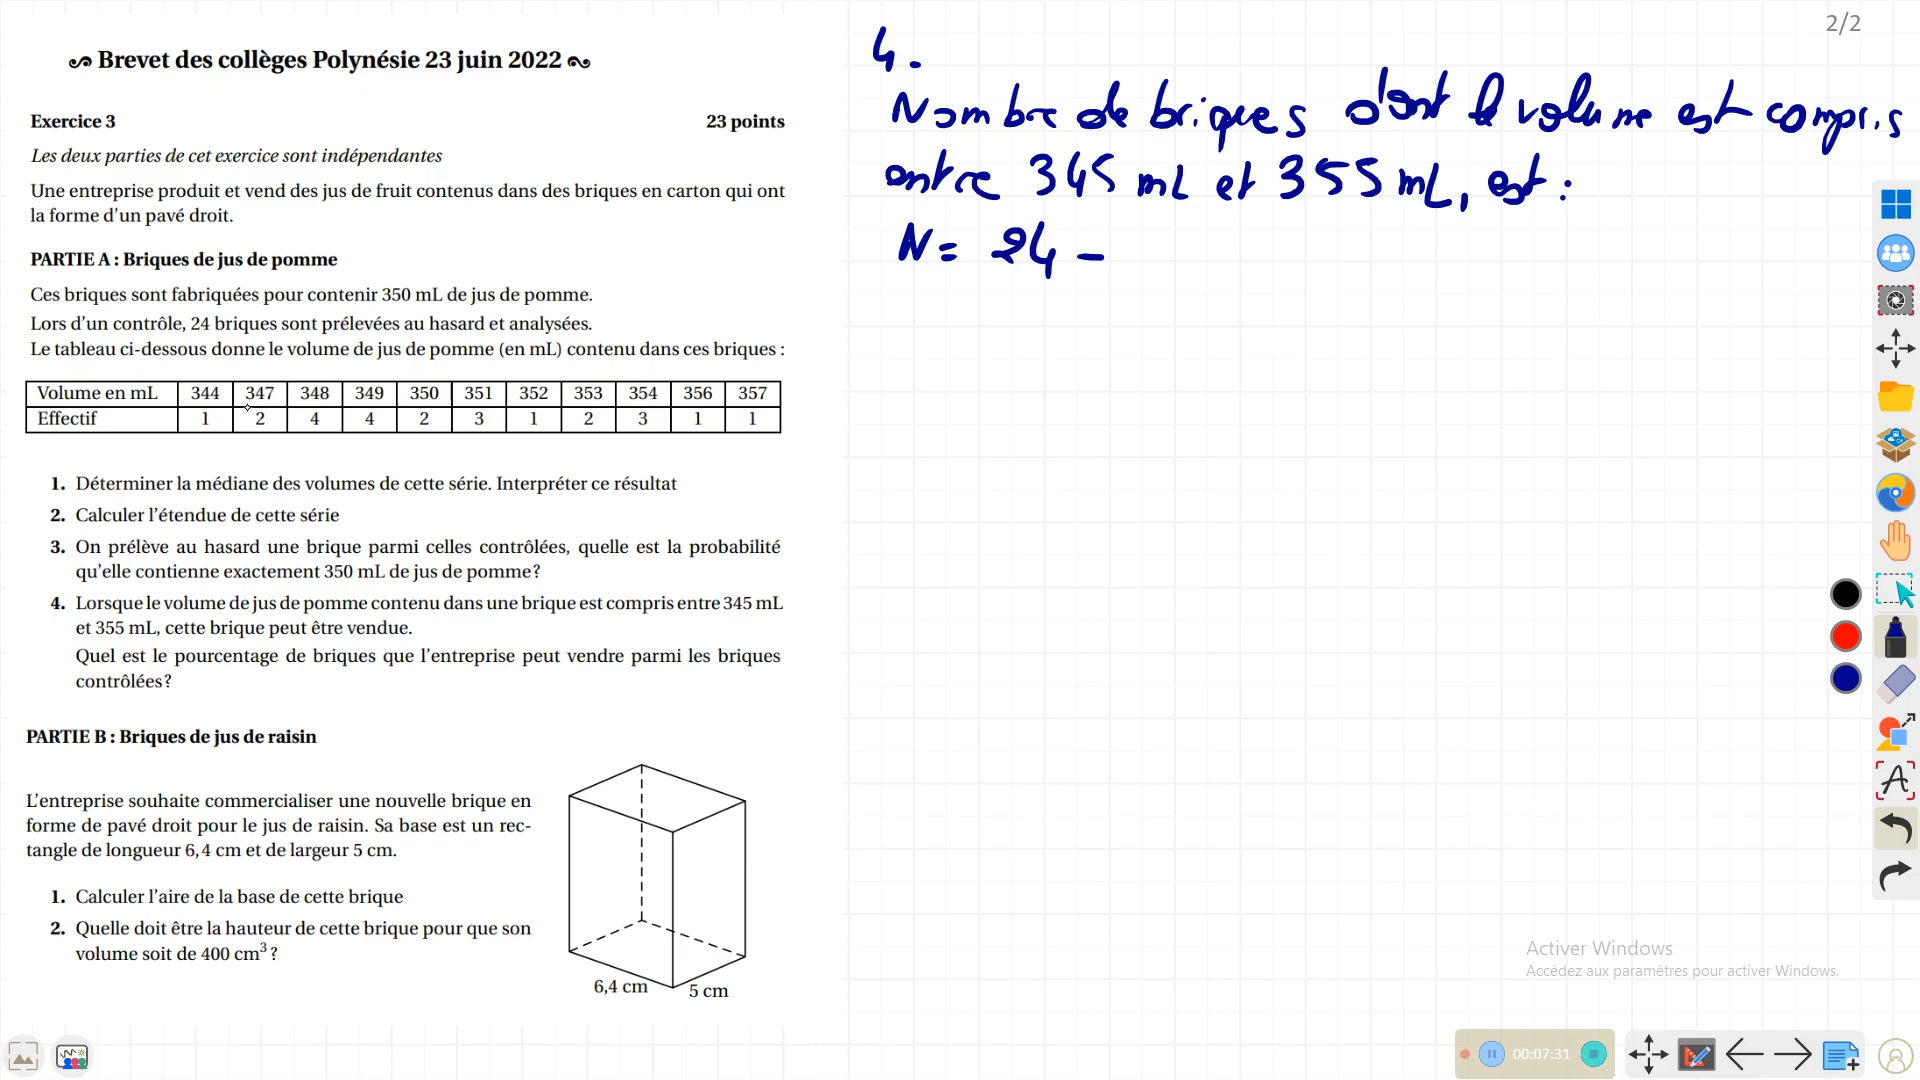 2/2
Brevet des collèges Polynésie 23 juin 2022
Exercice 3 23 points
Les deux parties de cet exercice sont indépendantes
Une entreprise produit et vend des jus de fruit contenus dans des briques en carton qui ont
la forme d'un pavé droit.
PARTIE A : Briques de jus de pomme
Ces briques sont fabriquées pour contenir 350 mL de jus de pomme.
Lors d'un contrôle, 24 briques sont prélevées au hasard et analysées.
Le tableau ci-dessous donne le volume de jus de pomme (en mL) contenu dans ces briques :
Volume en mL 344 347 348 349 350 351 352 353 354 356 357
Effectif 1 2 4 4 2 3 1 2 3 1 1
1. Déterminer la médiane des volumes de cette série. Interpréter ce résultat
2. Calculer l'étendue de cette série
3. On prélève au hasard une brique parmi celles contrôlées, quelle est la probabilité
qu'elle contienne exactement 350 mL de jus de pomme ?
4. Lorsque le volume de jus de pomme contenu dans une brique est compris entre 345 mL
et 355 mL, cette brique peut être vendue.
Quel est le pourcentage de briques que l'entreprise peut vendre parmi les briques
contrôlées ?
PARTIE B : Briques de jus de raisin
L'entreprise souhaite commercialiser une nouvelle brique en
forme de pavé droit pour le jus de raisin. Sa base est un rec-
tangle de longueur 6,4 cm et de largeur 5 cm.
1. Calculer l'aire de la base de cette brique
2. Quelle doit être la hauteur de cette brique pour que son
volume soit de 400 cm³ ?
6,4 cm 5 cm
4.
Nombre de briques dont le volume est compris
entre 345 mL et 355 mL, est :
N = 24 -
Activer Windows
Accédez aux paramètres pour activer Windows.
00:07:31